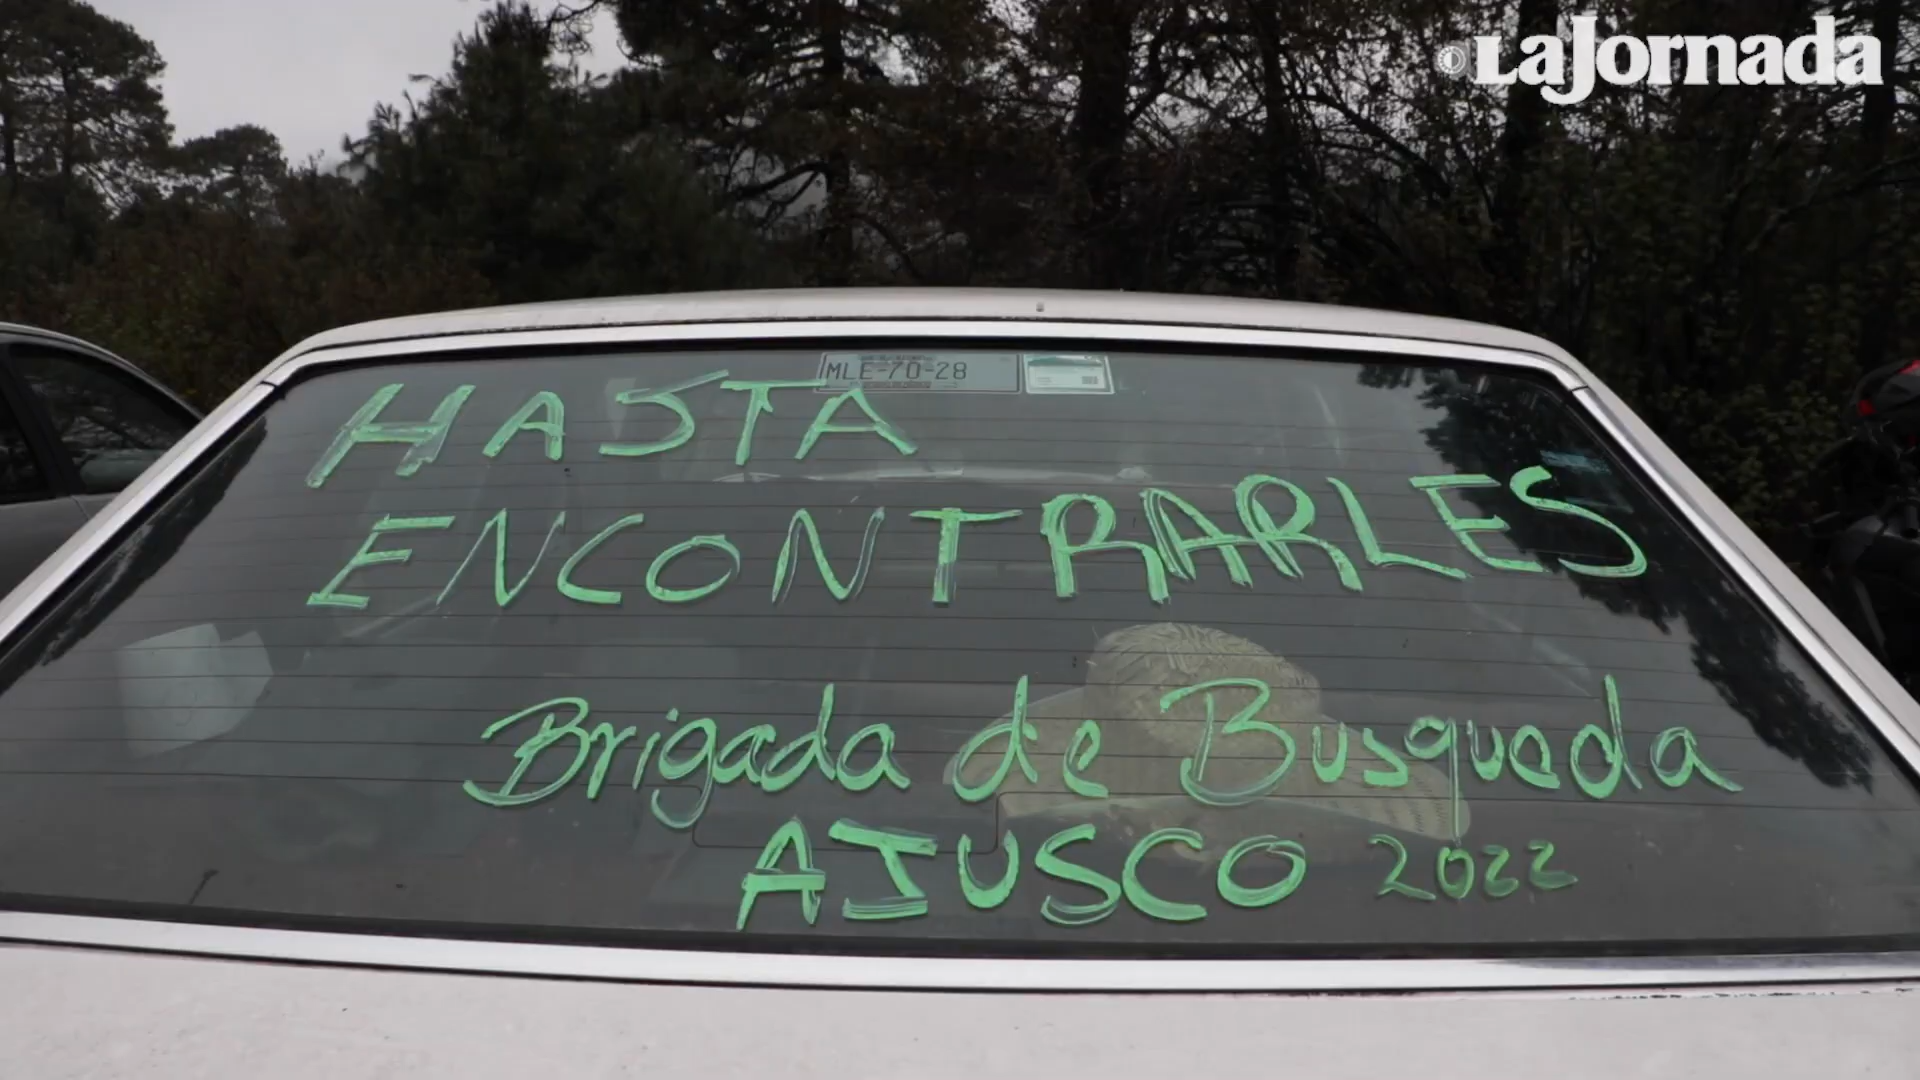 LaJornada
MLE-70-28
HASTA
ENCONTRARLES
Brigada de Busqueda
AJUSCO 2022